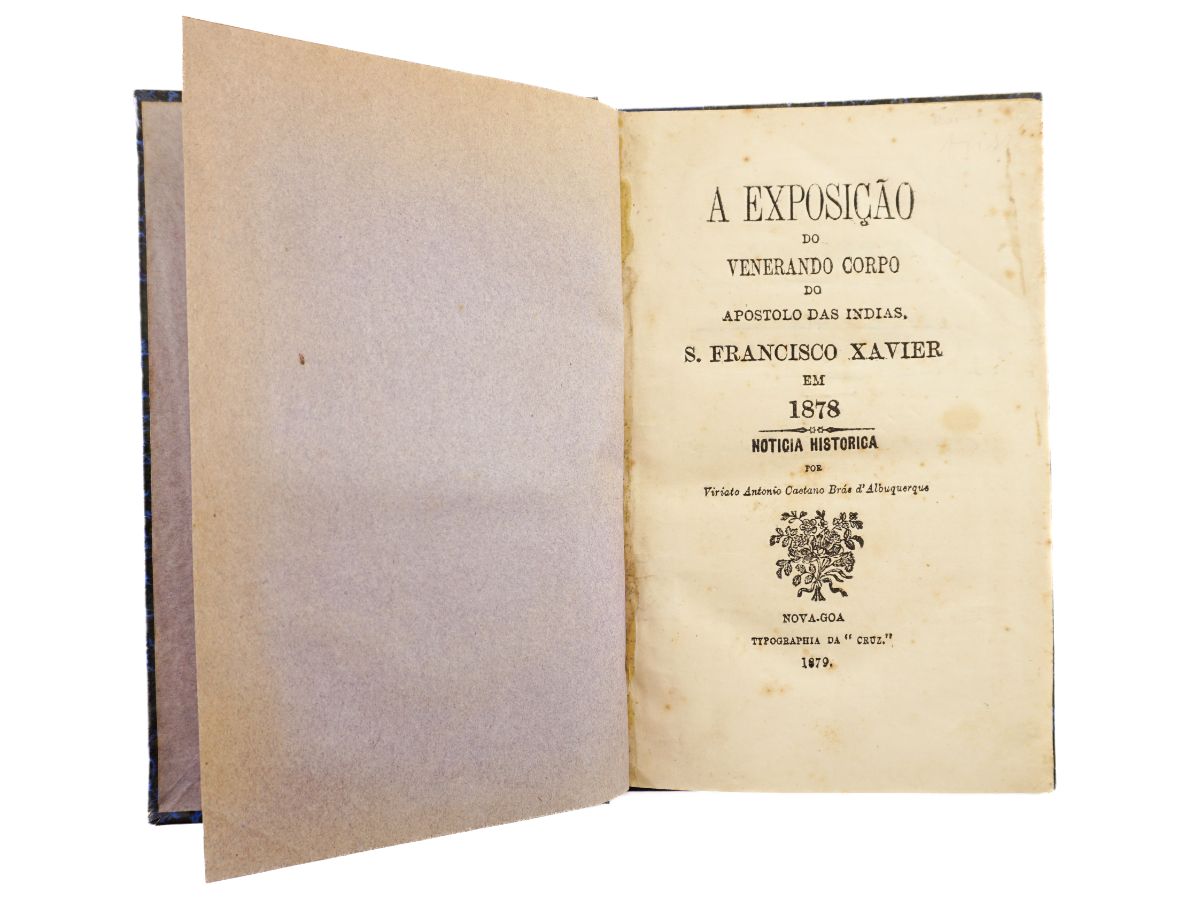 A EXPOSIÇÃO
DO
VENERANDO CORPO
DO
APOSTOLO DAS INDIAS.
S. FRANCISCO XAVIER
EM
1878
NOTICIA HISTORICA
POR
Viriato Antonio Caetano Brás d'Albuquerque
NOVA-GOA
TYPOGRAPHIA DA “ CRUZ.”
1879.